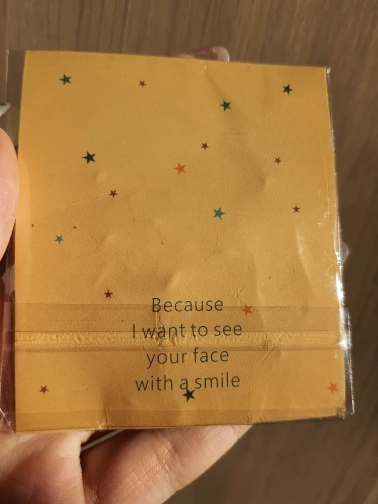 Because
I want to see
your face
with a smile